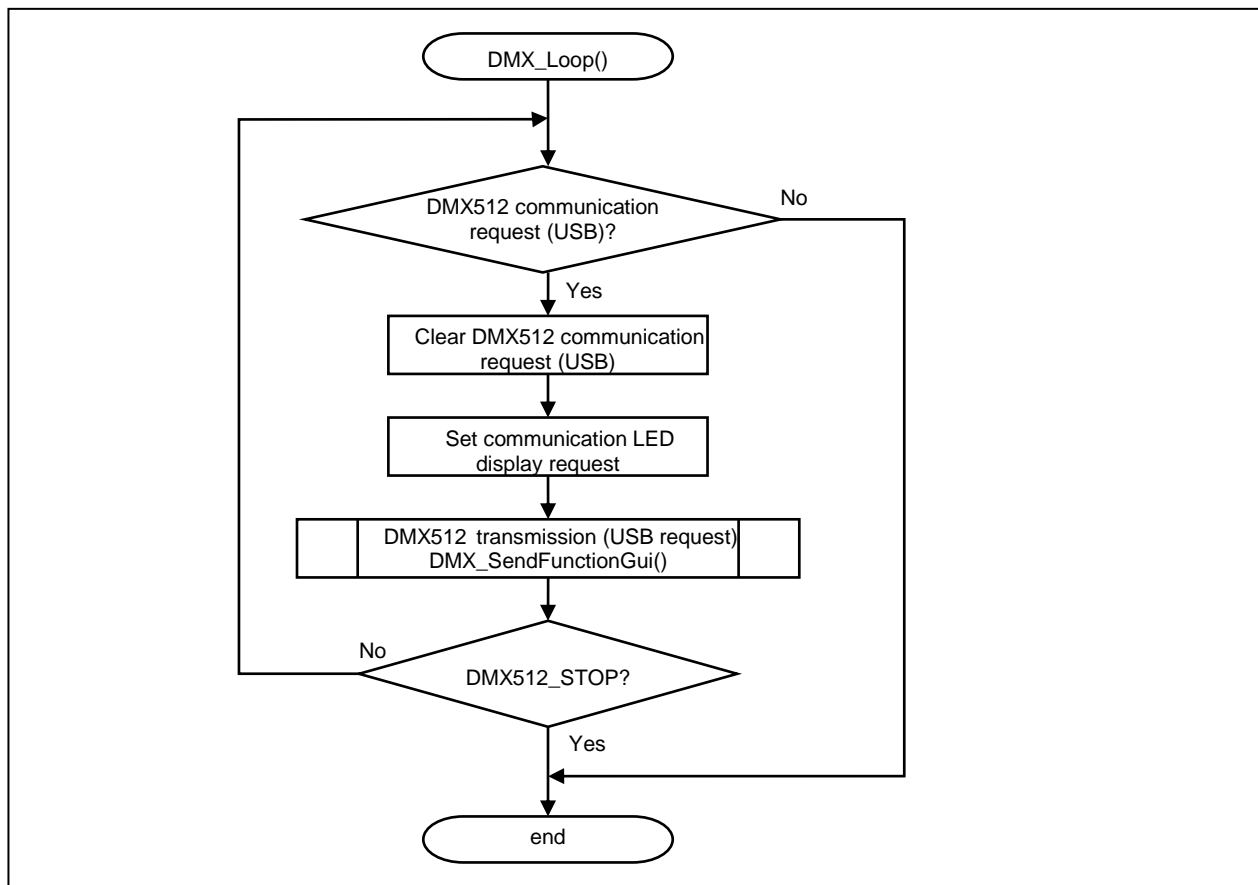 DMX_Loop()
DMX512 communication
request (USB)?
No
Yes
Clear DMX512 communication
request (USB)
Set communication LED
display request
DMX512 transmission (USB request)
DMX_SendFunctionGui()
No
DMX512_STOP?
Yes
end